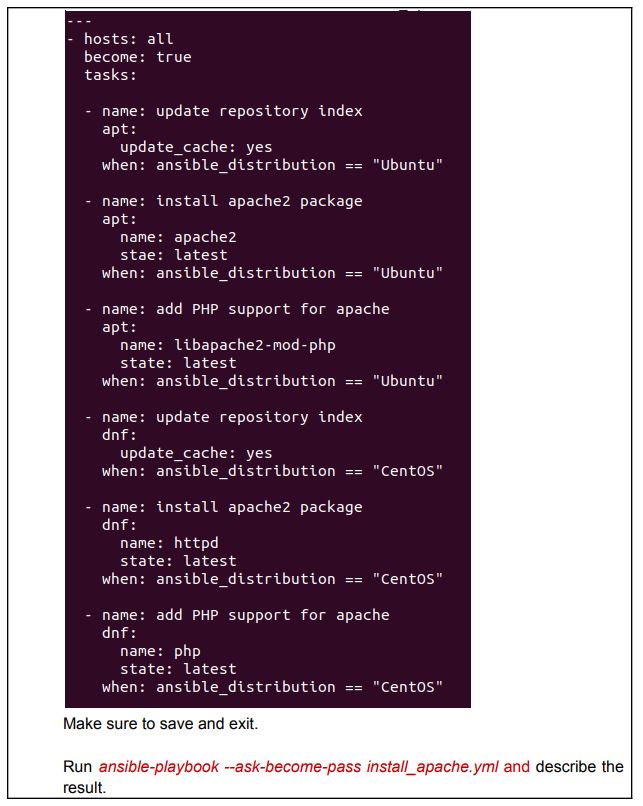 ---
- hosts: all
  become: true
  tasks:

  - name: update repository index
    apt:
      update_cache: yes
    when: ansible_distribution == "Ubuntu"

  - name: install apache2 package
    apt:
      name: apache2
      stae: latest
    when: ansible_distribution == "Ubuntu"

  - name: add PHP support for apache
    apt:
      name: libapache2-mod-php
      state: latest
    when: ansible_distribution == "Ubuntu"

  - name: update repository index
    dnf:
      update_cache: yes
    when: ansible_distribution == "CentOS"

  - name: install apache2 package
    dnf:
      name: httpd
      state: latest
    when: ansible_distribution == "CentOS"

  - name: add PHP support for apache
    dnf:
      name: php
      state: latest
    when: ansible_distribution == "CentOS"
Make sure to save and exit.

Run ansible-playbook --ask-become-pass install_apache.yml and describe the
result.